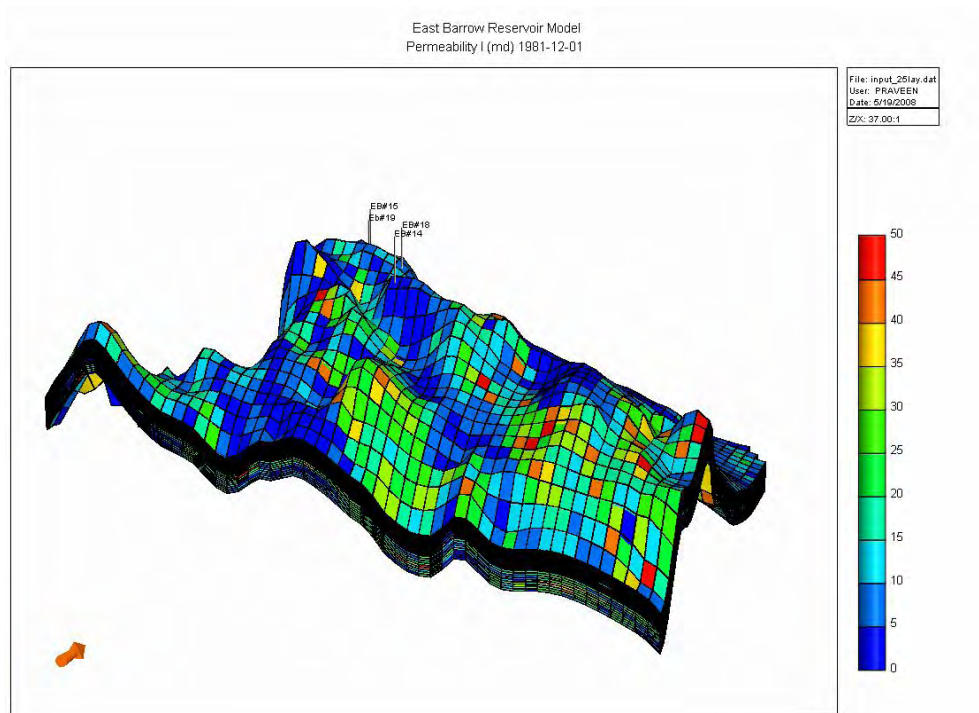 East Barrow Reservoir Model
Permeability I (md) 1981-12-01
File: input_25lay.dat
User: PRAVEEN
Date: 5/19/2008
Z/X: 37.00:1
EB#15
Eb#19
EB#18
EB#14
50
45
40
35
30
25
20
15
10
5
0